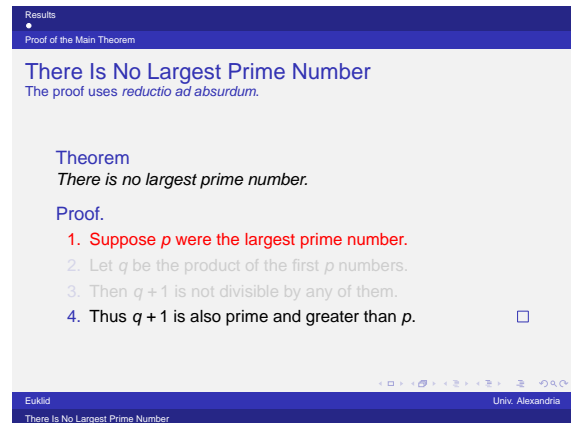 Results
Proof of the Main Theorem
There Is No Largest Prime Number
The proof uses reductio ad absurdum.
Theorem
There is no largest prime number.
Proof.
1. Suppose p were the largest prime number.
2. Let q be the product of the first p numbers.
3. Then q + 1 is not divisible by any of them.
4. Thus q + 1 is also prime and greater than p.
Euklid Univ. Alexandria
There Is No Largest Prime Number